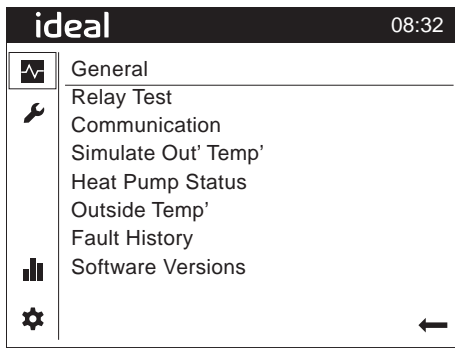 ideal 08:32
General
Relay Test
Communication
Simulate Out' Temp'
Heat Pump Status
Outside Temp'
Fault History
Software Versions